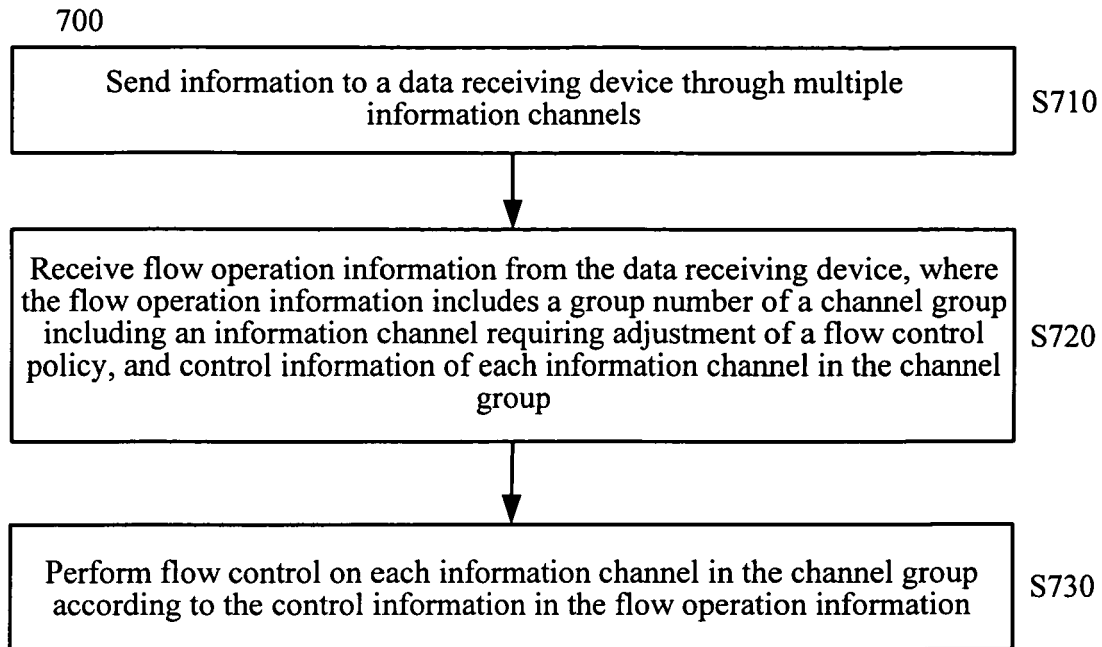 700
Send information to a data receiving device through multiple
information channels
S710
Receive flow operation information from the data receiving device, where
the flow operation information includes a group number of a channel group
including an information channel requiring adjustment of a flow control
policy, and control information of each information channel in the channel
group
S720
Perform flow control on each information channel in the channel group
according to the control information in the flow operation information
S730